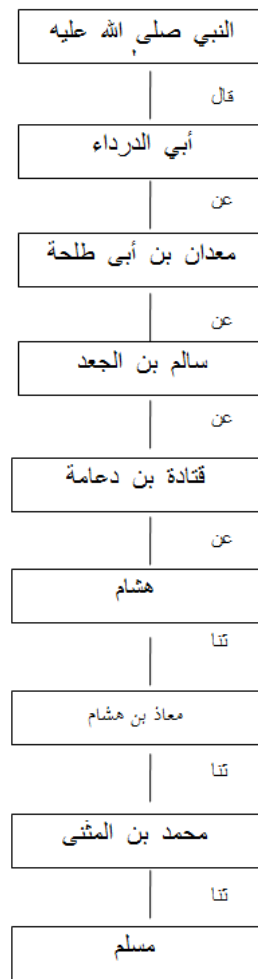 النبي صلى الله عليه
قال
أبي الدرداء
عن
معدان بن أبى طلحة
عن
سالم بن الجعد
عن
قتادة بن دعامة
عن
هشام
ثنا
معاذ بن هشام
ثنا
محمد بن المثنى
ثنا
مسلم